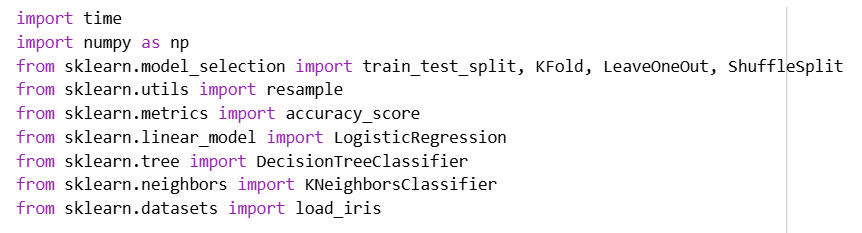 import time
import numpy as np
from sklearn.model_selection import train_test_split, KFold, LeaveOneOut, ShuffleSplit
from sklearn.utils import resample
from sklearn.metrics import accuracy_score
from sklearn.linear_model import LogisticRegression
from sklearn.tree import DecisionTreeClassifier
from sklearn.neighbors import KNeighborsClassifier
from sklearn.datasets import load_iris